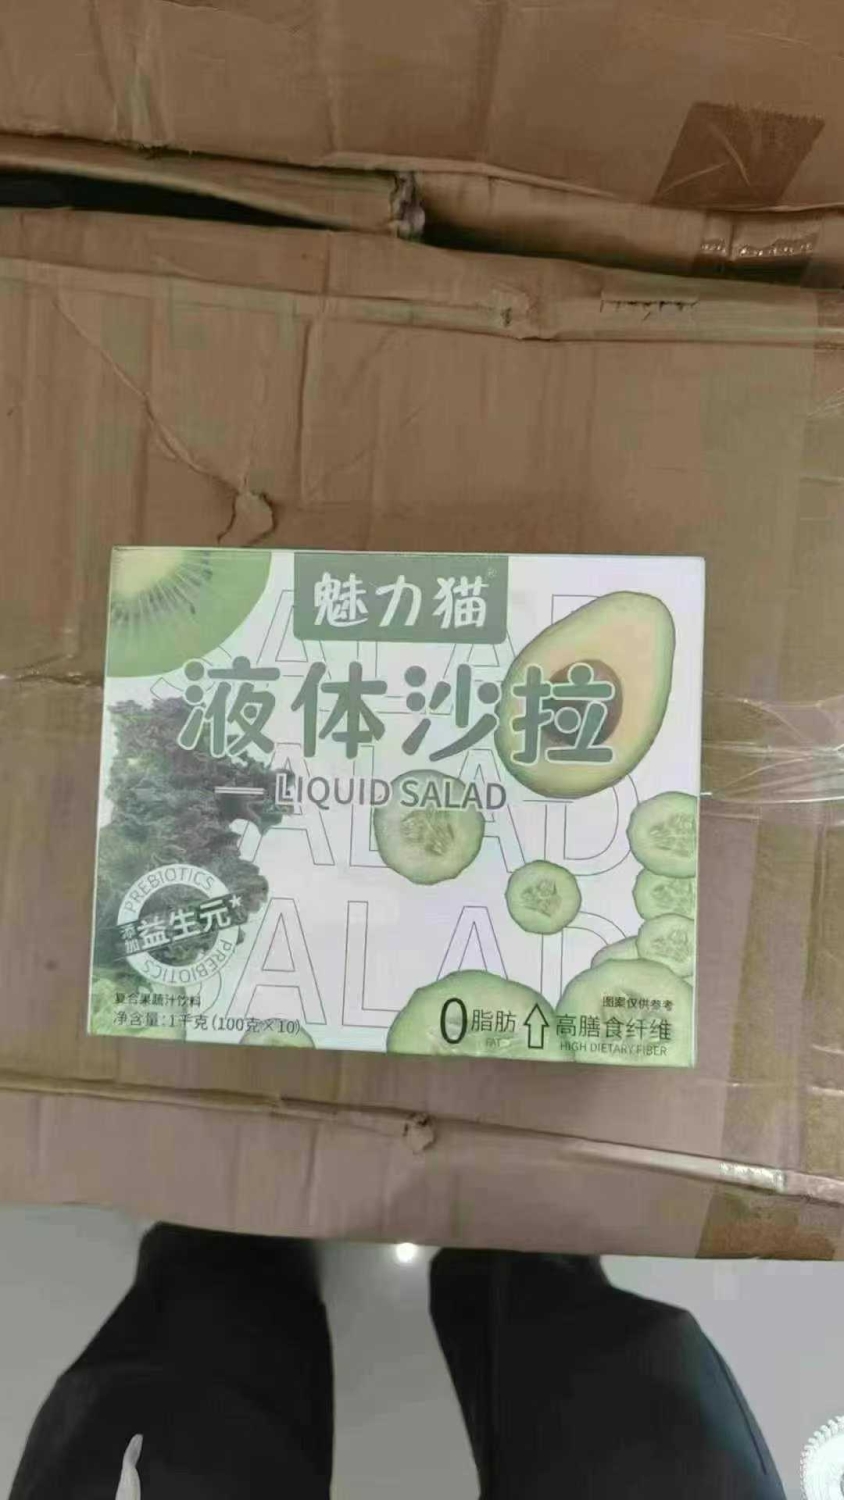 魅力猫
液体沙拉
LIQUID SALAD
SALAD
SALAD
SALAD
PREBIOTICS
添加益生元
PREBIOTICS
复合果蔬汁饮料
净含量:1千克(100克×10)
0脂肪
FAT
高膳食纤维
HIGH DIETARY FIBER
图案仅供参考